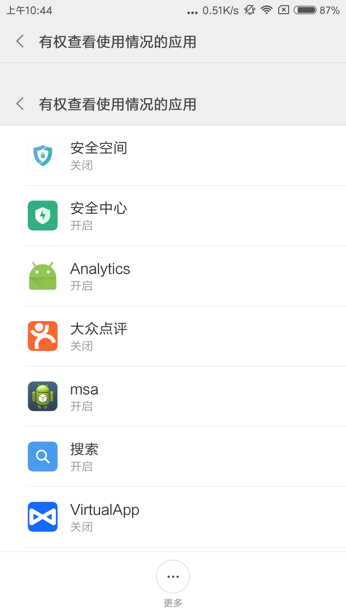 上午10:44
... 0.51K/s
87%
有权查看使用情况的应用
有权查看使用情况的应用
安全空间
关闭
安全中心
开启
Analytics
开启
大众点评
关闭
msa
开启
搜索
开启
VirtualApp
关闭
更多